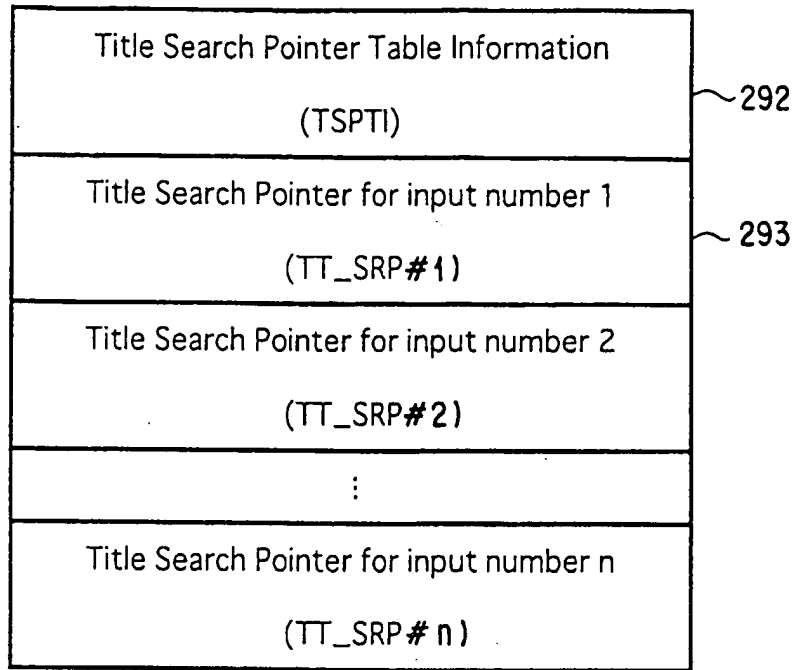 Title Search Pointer Table Information
(TSPTI)
292
Title Search Pointer for input number 1
(TT_SRP#1)
293
Title Search Pointer for input number 2
(TT_SRP#2)
⋮
Title Search Pointer for input number n
(TT_SRP#n)